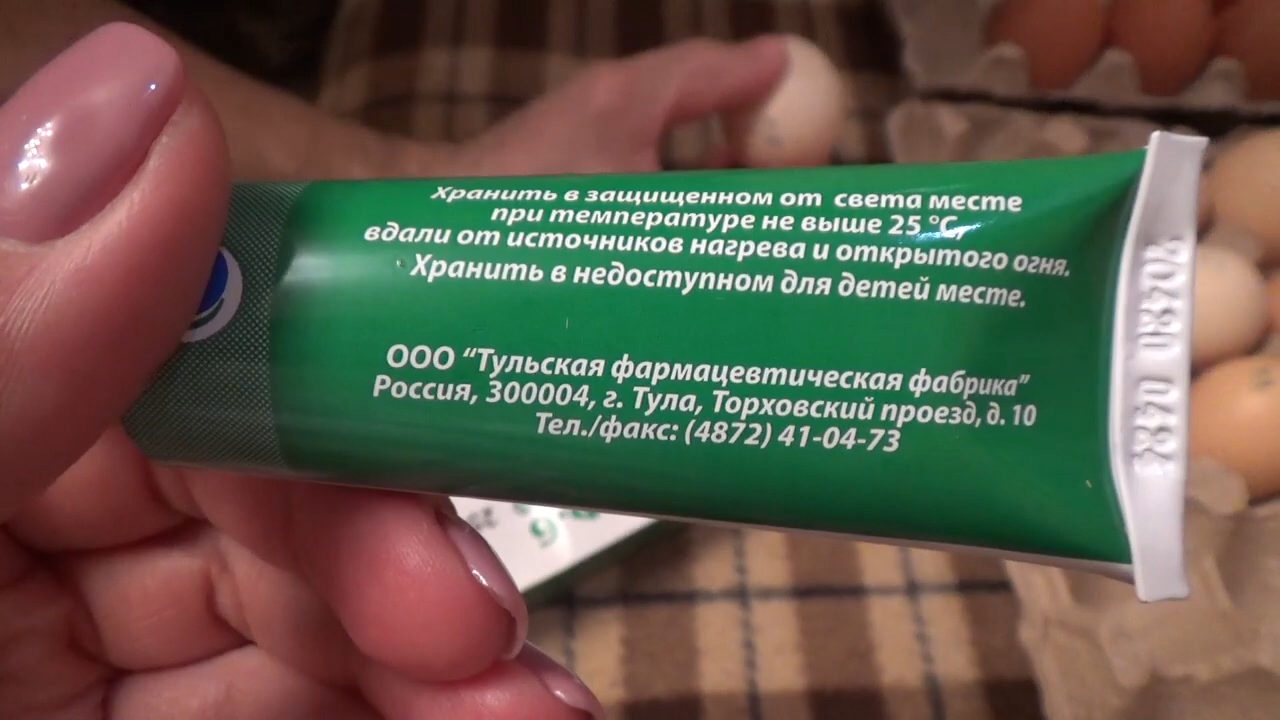 Хранить в защищенном от света месте
при температуре не выше 25 °С,
вдали от источников нагрева и открытого огня.
Хранить в недоступном для детей месте.
ООО “Тульская фармацевтическая фабрика”
Россия, 300004, г. Тула, Торховский проезд, д. 10
Тел./факс: (4872) 41-04-73